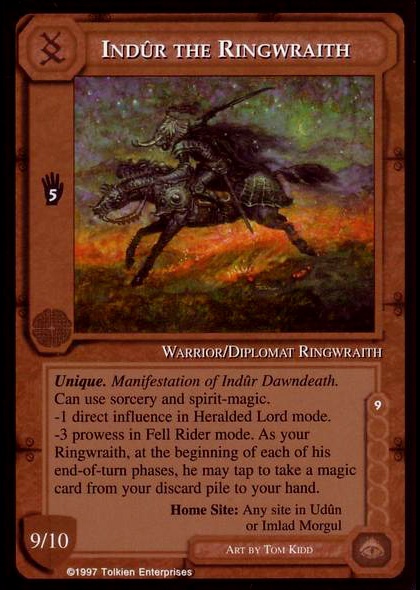 Indûr the Ringwraith
5
Warrior/Diplomat Ringwraith
Unique. Manifestation of Indûr Dawndeath.
Can use sorcery and spirit-magic.
-1 direct influence in Heralded Lord mode.
-3 prowess in Fell Rider mode. As your
Ringwraith, at the beginning of each of his
end-of-turn phases, he may tap to take a magic
card from your discard pile to your hand.
9
Home Site: Any site in Udûn
or Imlad Morgul
9/10
Art by Tom Kidd
©1997 Tolkien Enterprises